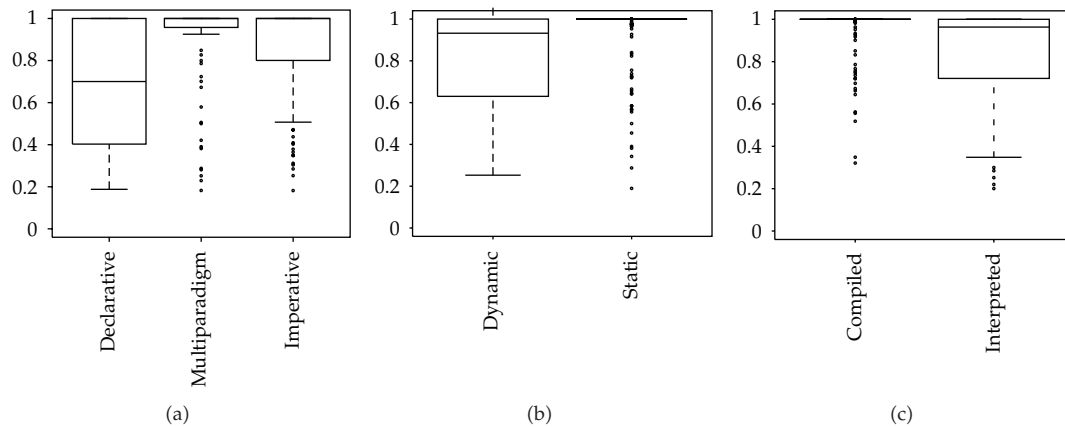 1
0.8
0.6
0.4
0.2
0
Declarative
Multiparadigm
Imperative
(a)
1
0.8
0.6
0.4
0.2
0
Dynamic
Static
(b)
1
0.8
0.6
0.4
0.2
0
Compiled
Interpreted
(c)